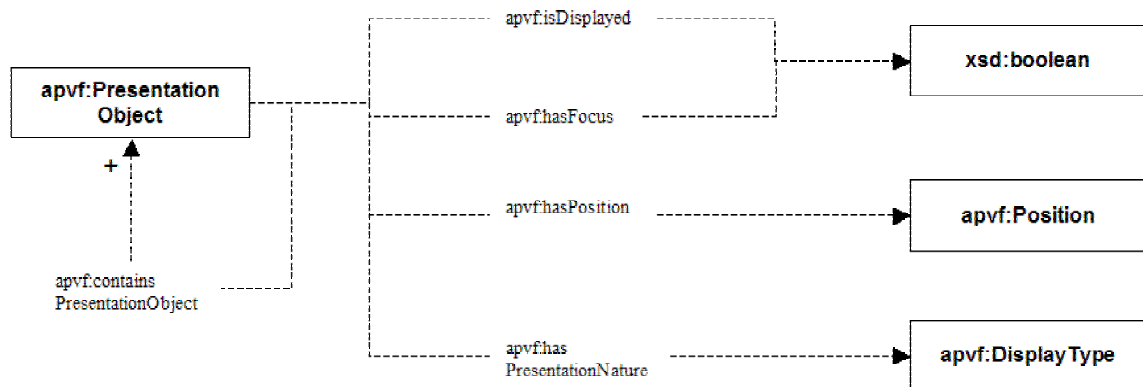 apvf:isDisplayed
xsd:boolean
apvf:Presentation
Object
apvf:hasFocus
+
apvf:hasPosition
apvf:Position
apvf:contains
PresentationObject
apvf:has
PresentationNature
apvf:DisplayType